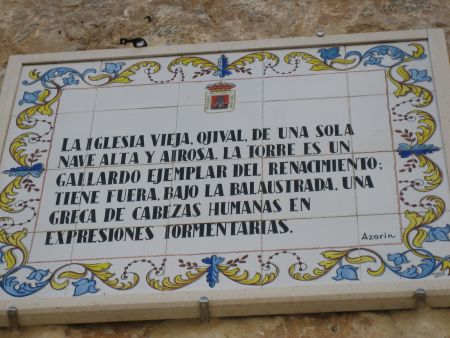 LA IGLESIA VIEJA, OJIVAL, DE UNA SOLA
NAVE ALTA Y AIROSA. LA TORRE ES UN
GALLARDO EJEMPLAR DEL RENACIMIENTO;
TIENE FUERA, BAJO LA BALAUSTRADA, UNA
GRECA DE CABEZAS HUMANAS EN
EXPRESIONES TORMENTARIAS.
Azorin